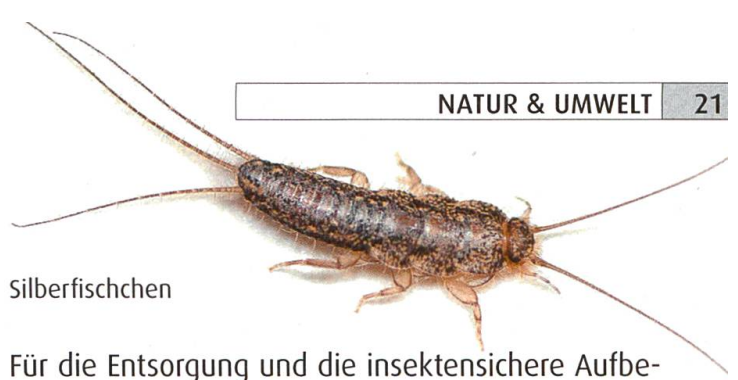 NATUR & UMWELT 21
Silberfischchen
Für die Entsorgung und die insektensichere Aufbe-